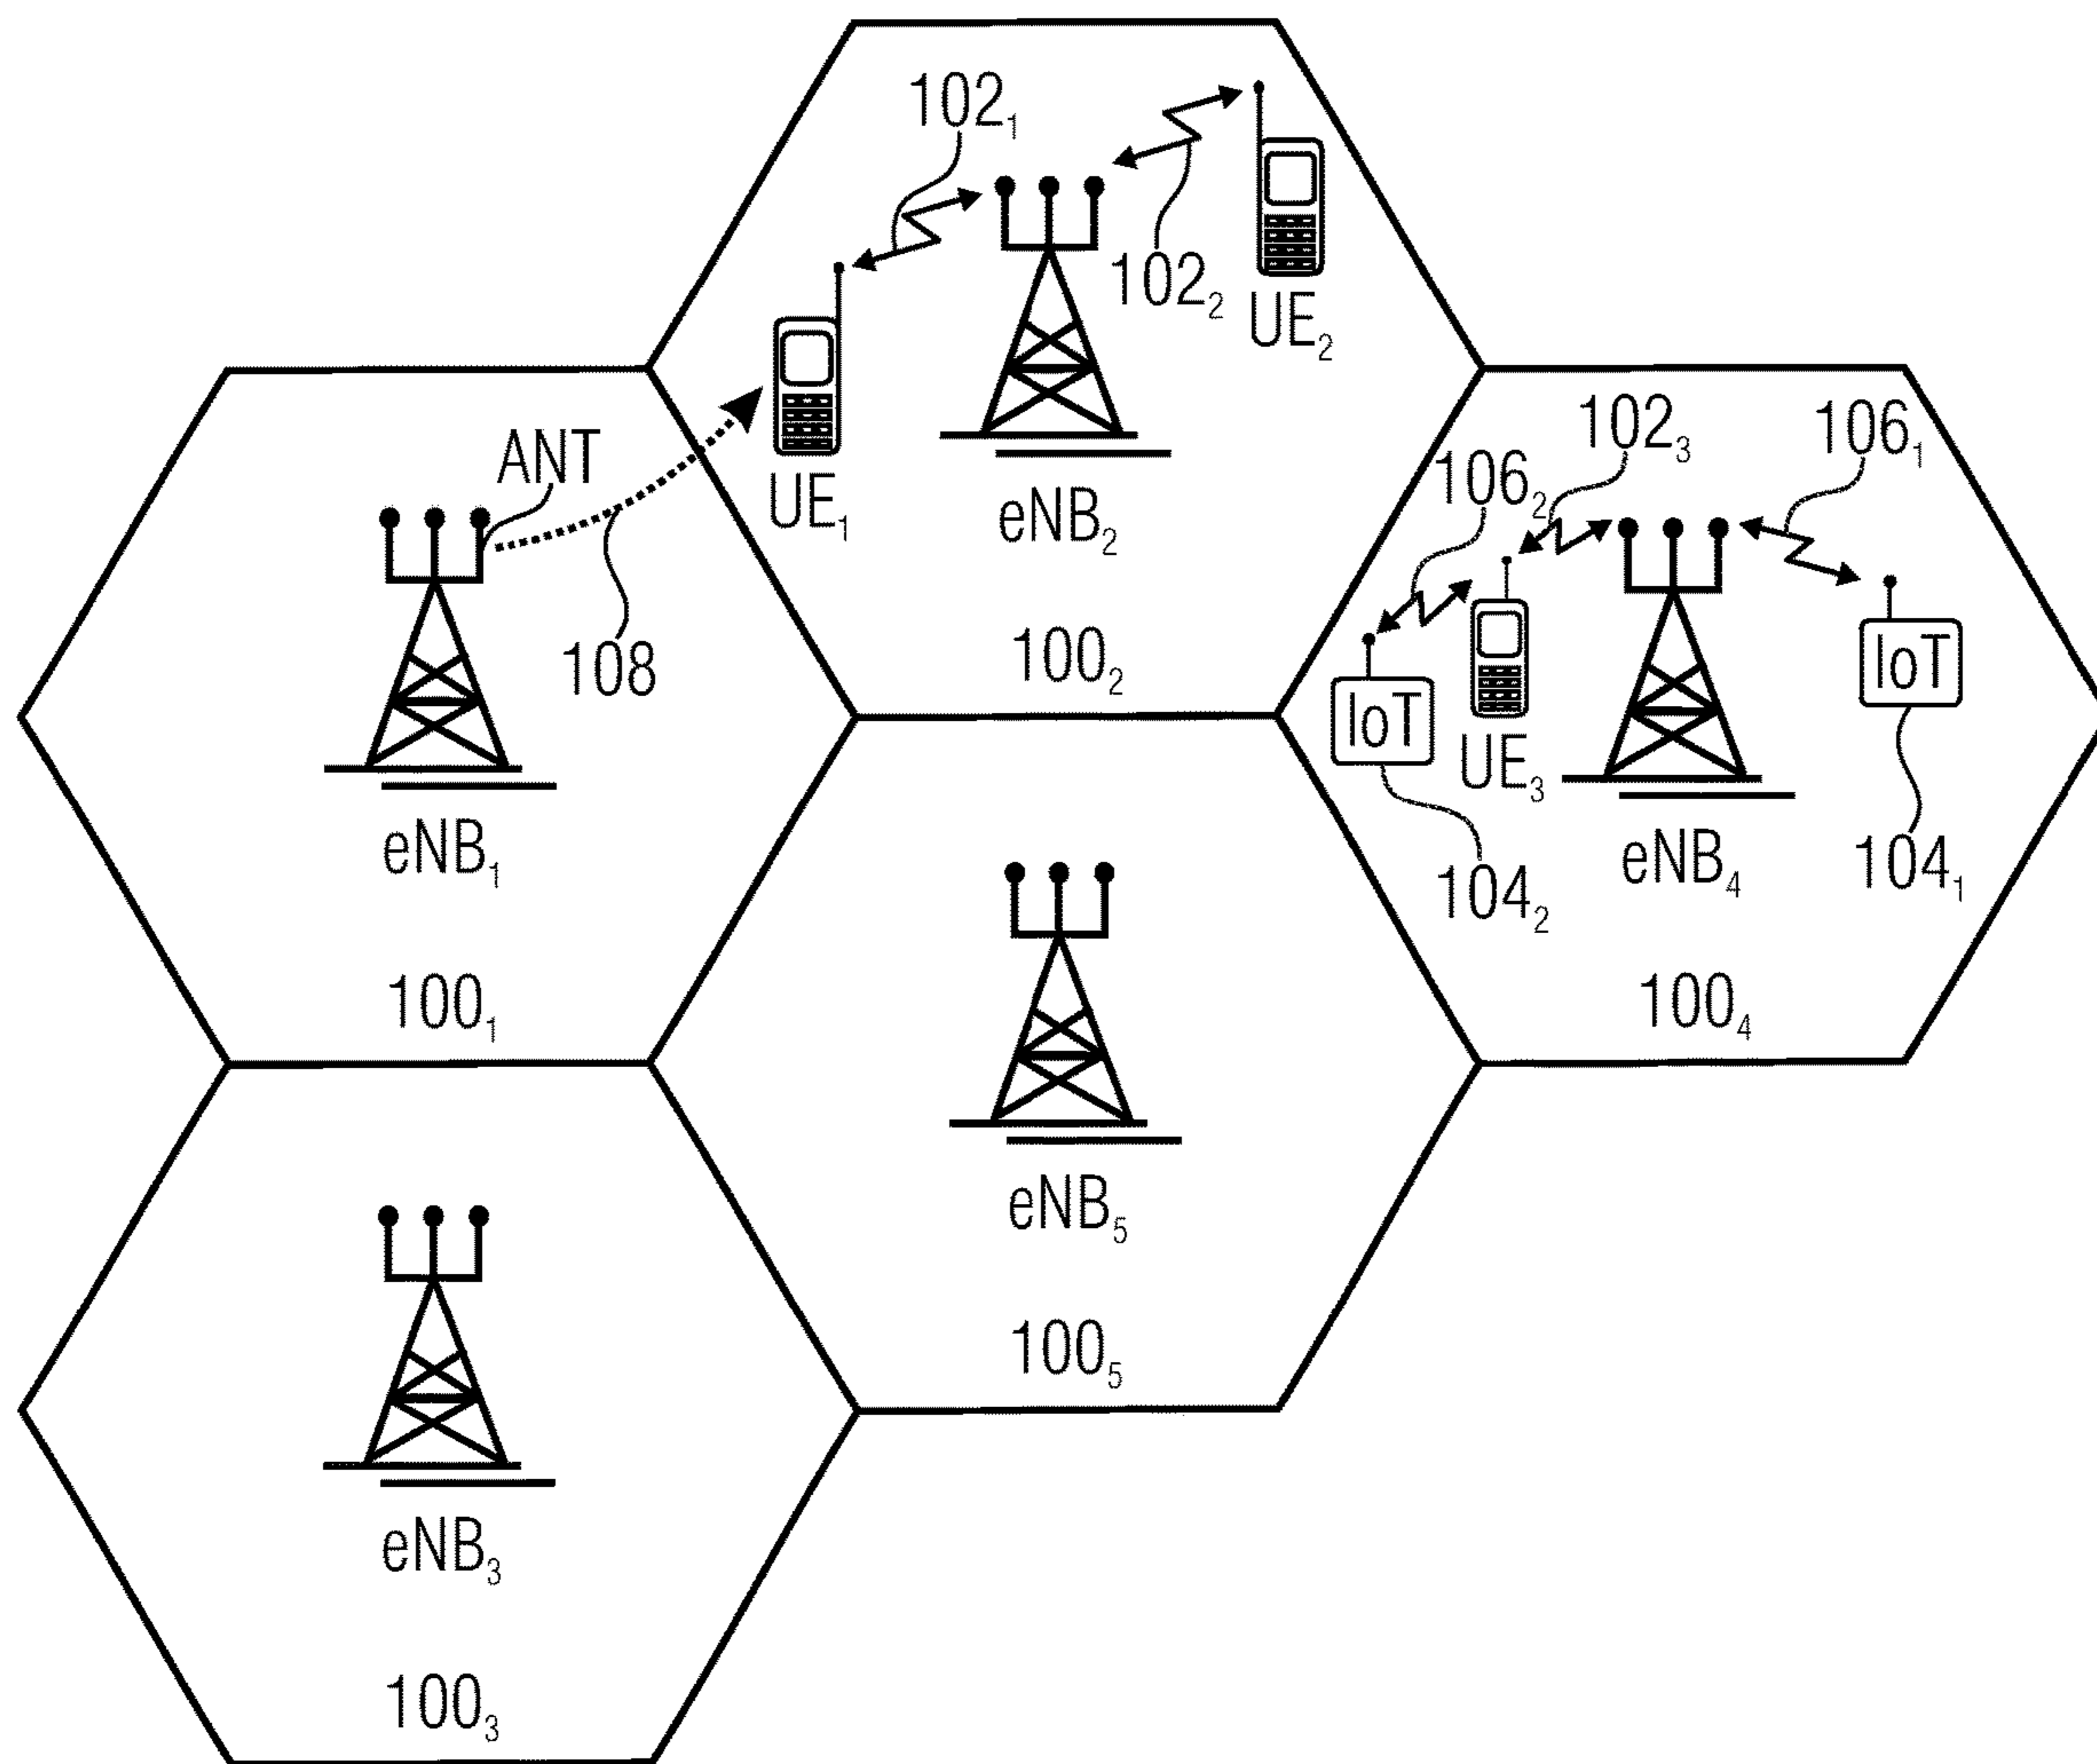 102₁
102₂
UE₂
UE₁
eNB₂
100₂
ANT
108
eNB₁
100₁
102₃
106₁
106₂
IoT
IoT
UE₃
eNB₄
104₂
104₁
100₄
eNB₅
100₅
eNB₃
100₃